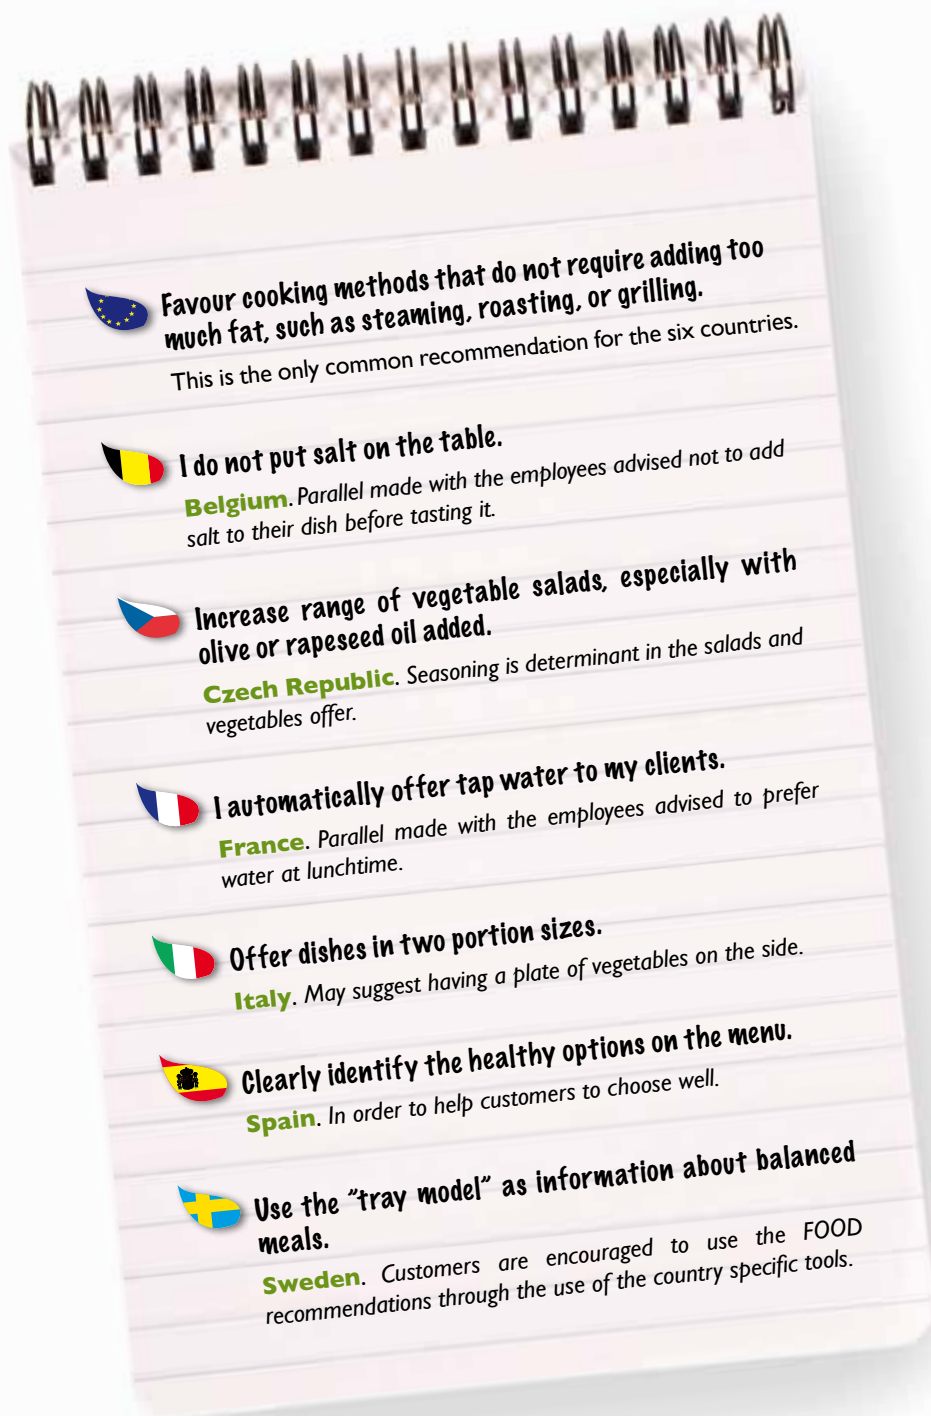 Favour cooking methods that do not require adding too
much fat, such as steaming, roasting, or grilling.
This is the only common recommendation for the six countries.
I do not put salt on the table.
Belgium. Parallel made with the employees advised not to add
salt to their dish before tasting it.
Increase range of vegetable salads, especially with
olive or rapeseed oil added.
Czech Republic. Seasoning is determinant in the salads and
vegetables offer.
I automatically offer tap water to my clients.
France. Parallel made with the employees advised to prefer
water at lunchtime.
Offer dishes in two portion sizes.
Italy. May suggest having a plate of vegetables on the side.
Clearly identify the healthy options on the menu.
Spain. In order to help customers to choose well.
Use the "tray model" as information about balanced
meals.
Sweden. Customers are encouraged to use the FOOD
recommendations through the use of the country specific tools.